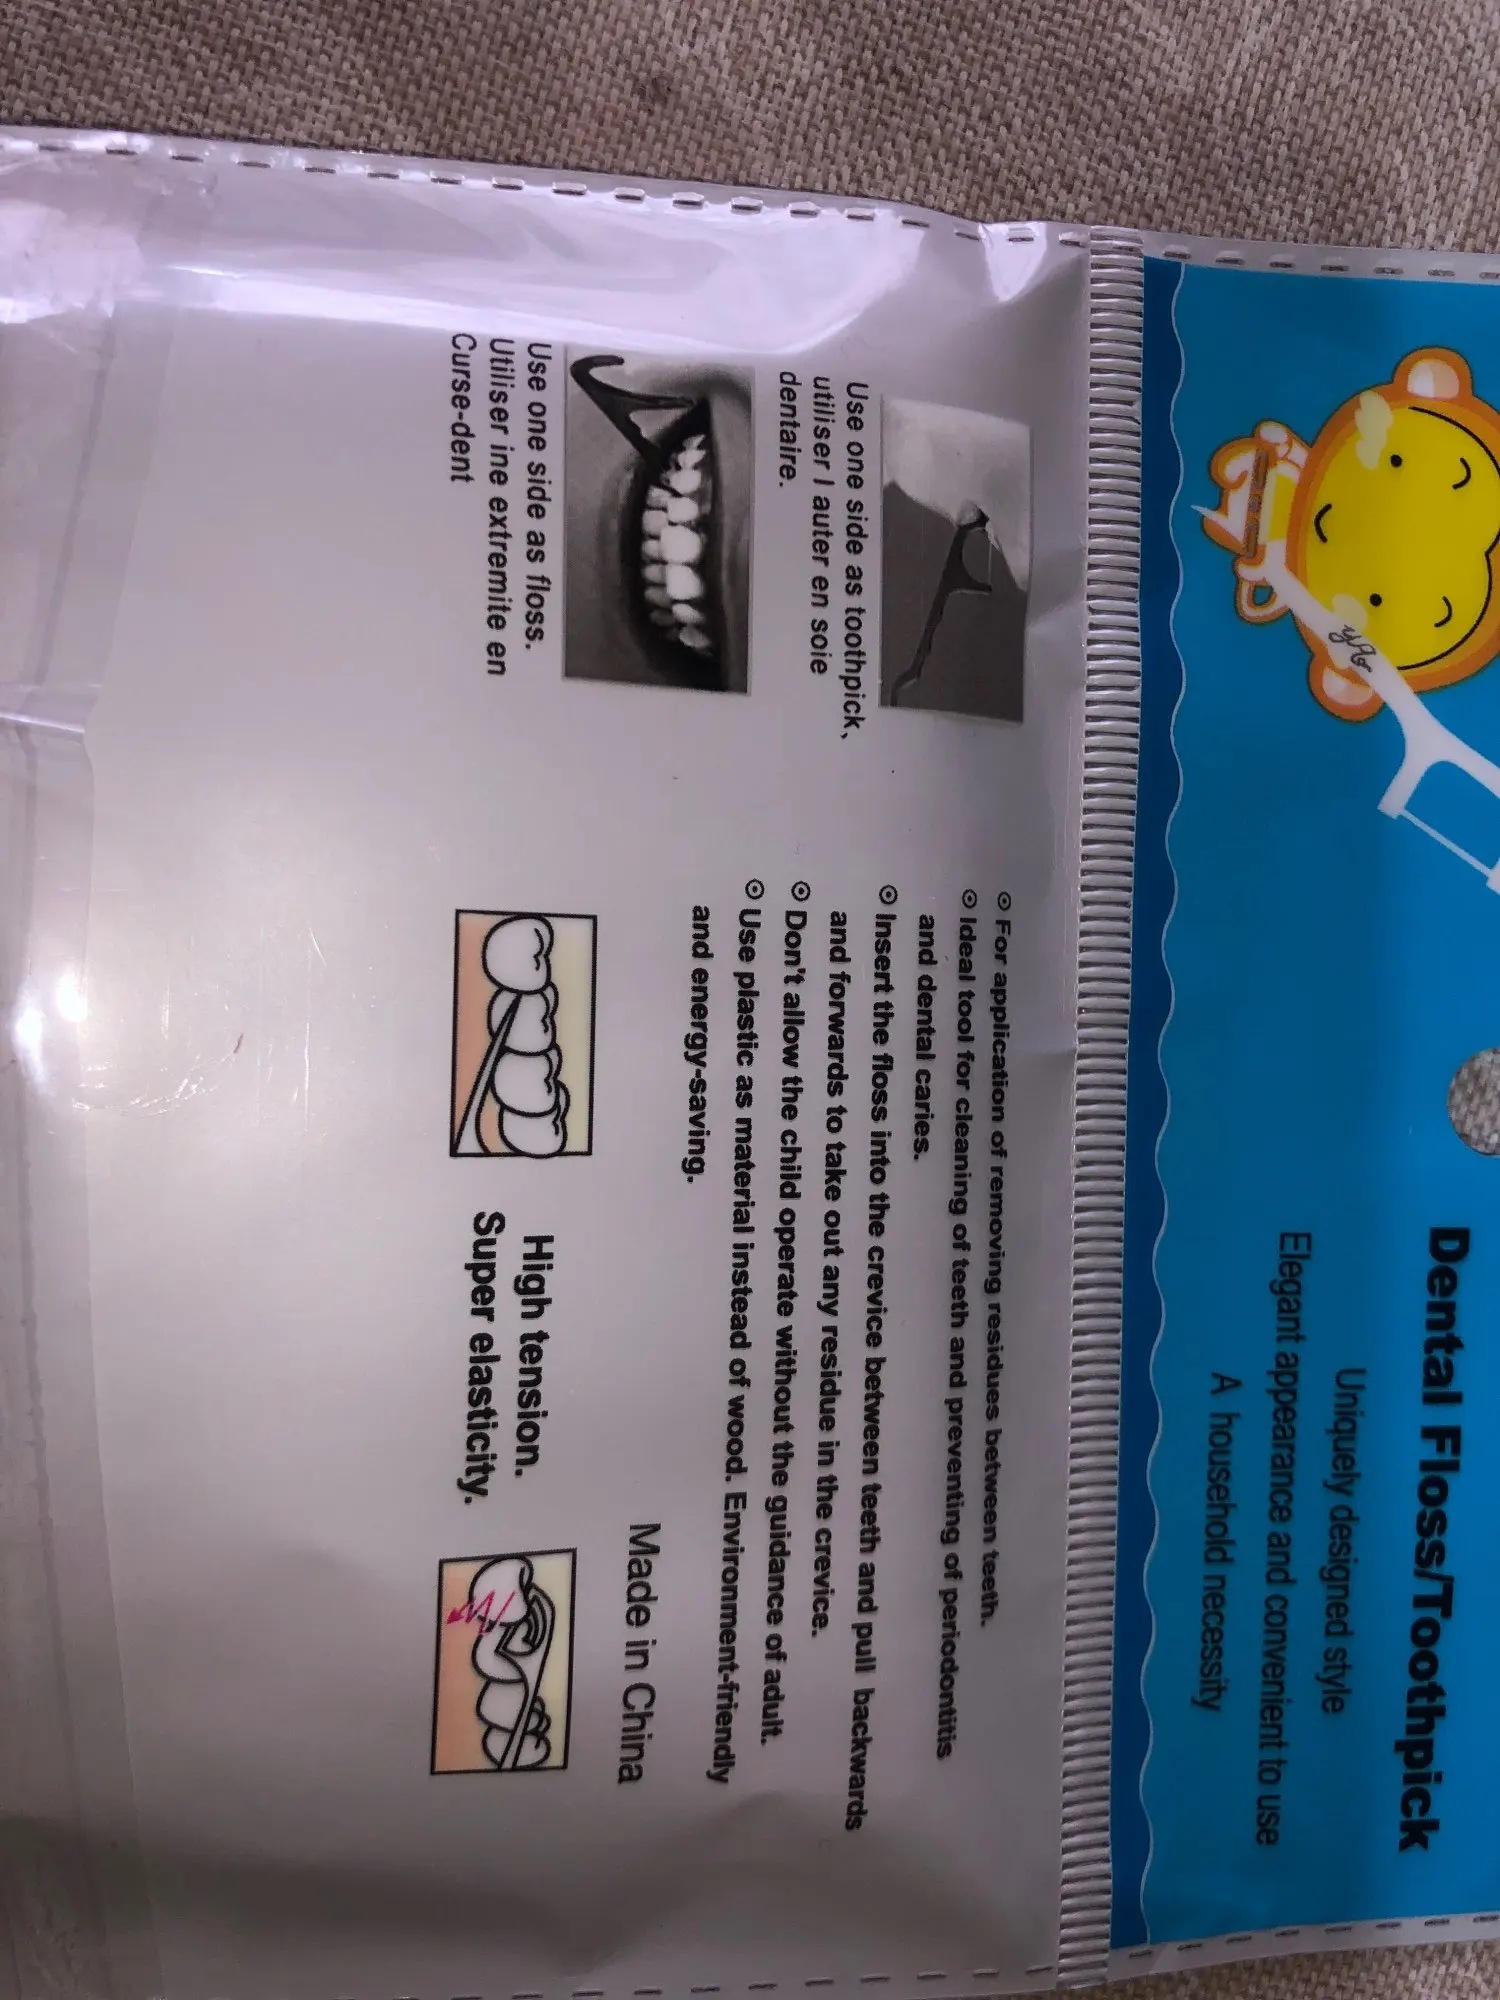 Dental Floss/Toothpick
Uniquely designed style
Elegant appearance and convenient to use
A household necessity
Use one side as toothpick,
utiliser l auter en soie
dentaire.
Use one side as floss.
Utiliser ine extremite en
Curse-dent
⊙ For application of removing residues between teeth.
⊙ Ideal tool for cleaning of teeth and preventing of periodontitis
and dental caries.
⊙ Insert the floss into the crevice between teeth and pull backwards
and forwards to take out any residue in the crevice.
⊙ Don't allow the child operate without the guidance of adult.
⊙ Use plastic as material instead of wood. Environment-friendly
and energy-saving.
Made in China
High tension.
Super elasticity.